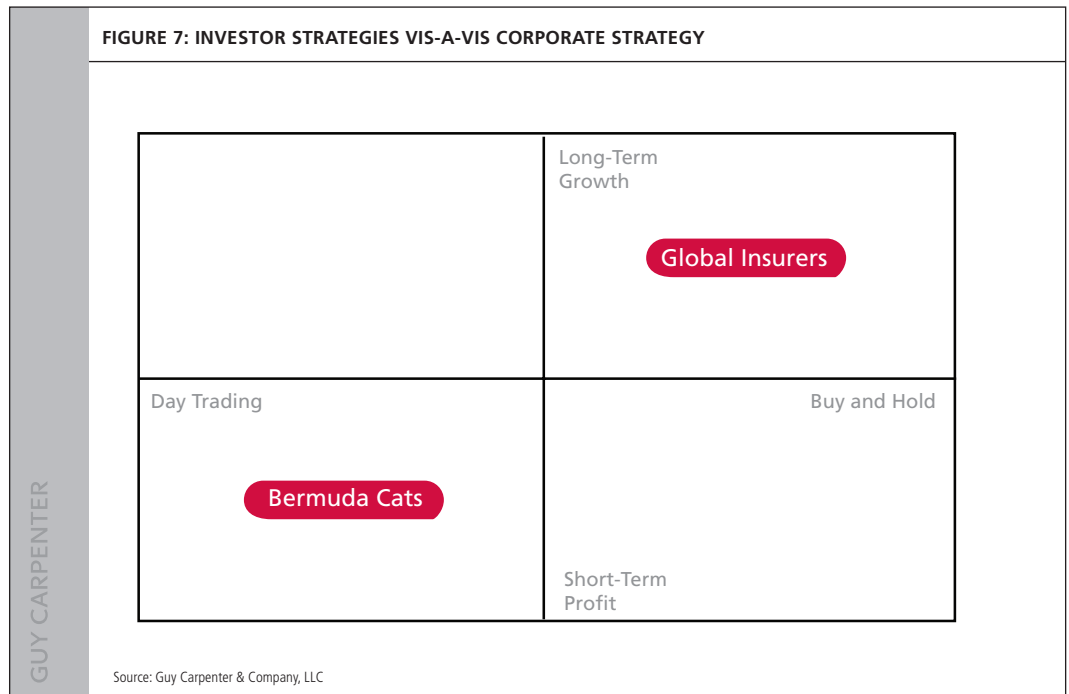 FIGURE 7: INVESTOR STRATEGIES VIS-A-VIS CORPORATE STRATEGY
Long-Term
Growth
Global Insurers
Day Trading
Buy and Hold
Bermuda Cats
Short-Term
Profit
GUY CARPENTER
Source: Guy Carpenter & Company, LLC